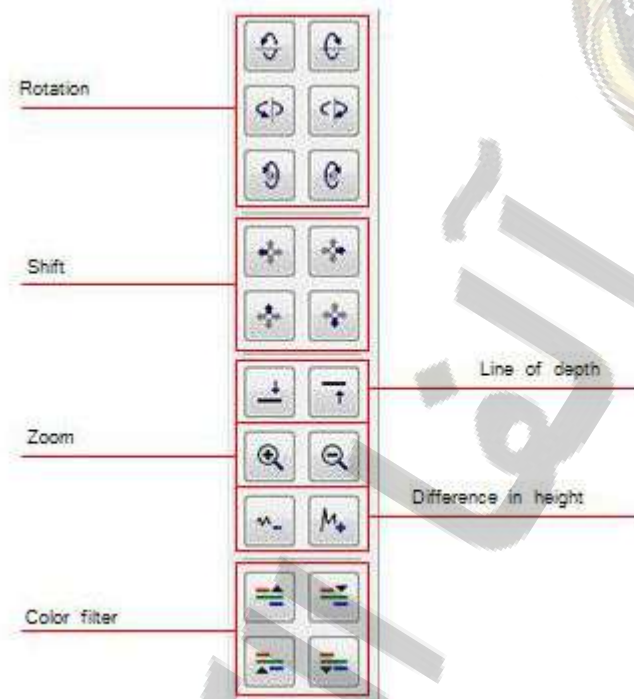 Rotation
Shift
Line of depth
Zoom
Difference in height
Color filter